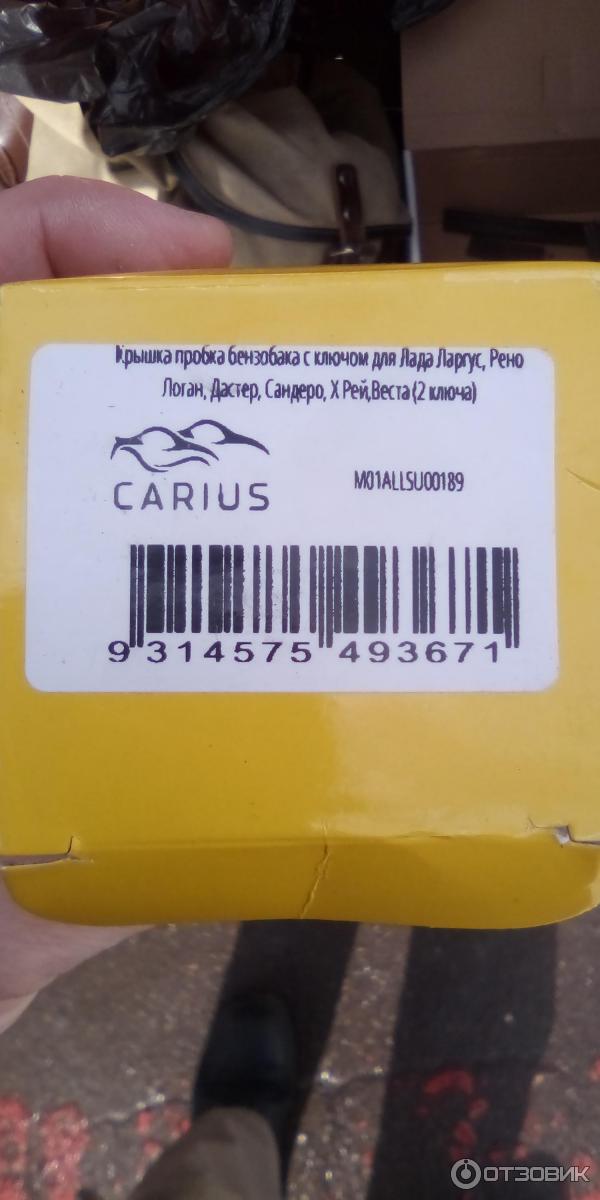 Крышка пробка бензобака с ключом для Лада Ларгус, Рено
Логан, Дастер, Сандеро, Х Рей,Веста (2 ключа)
CARIUS
M01ALLSU00189
9 314575 493671
ОТЗОВИК